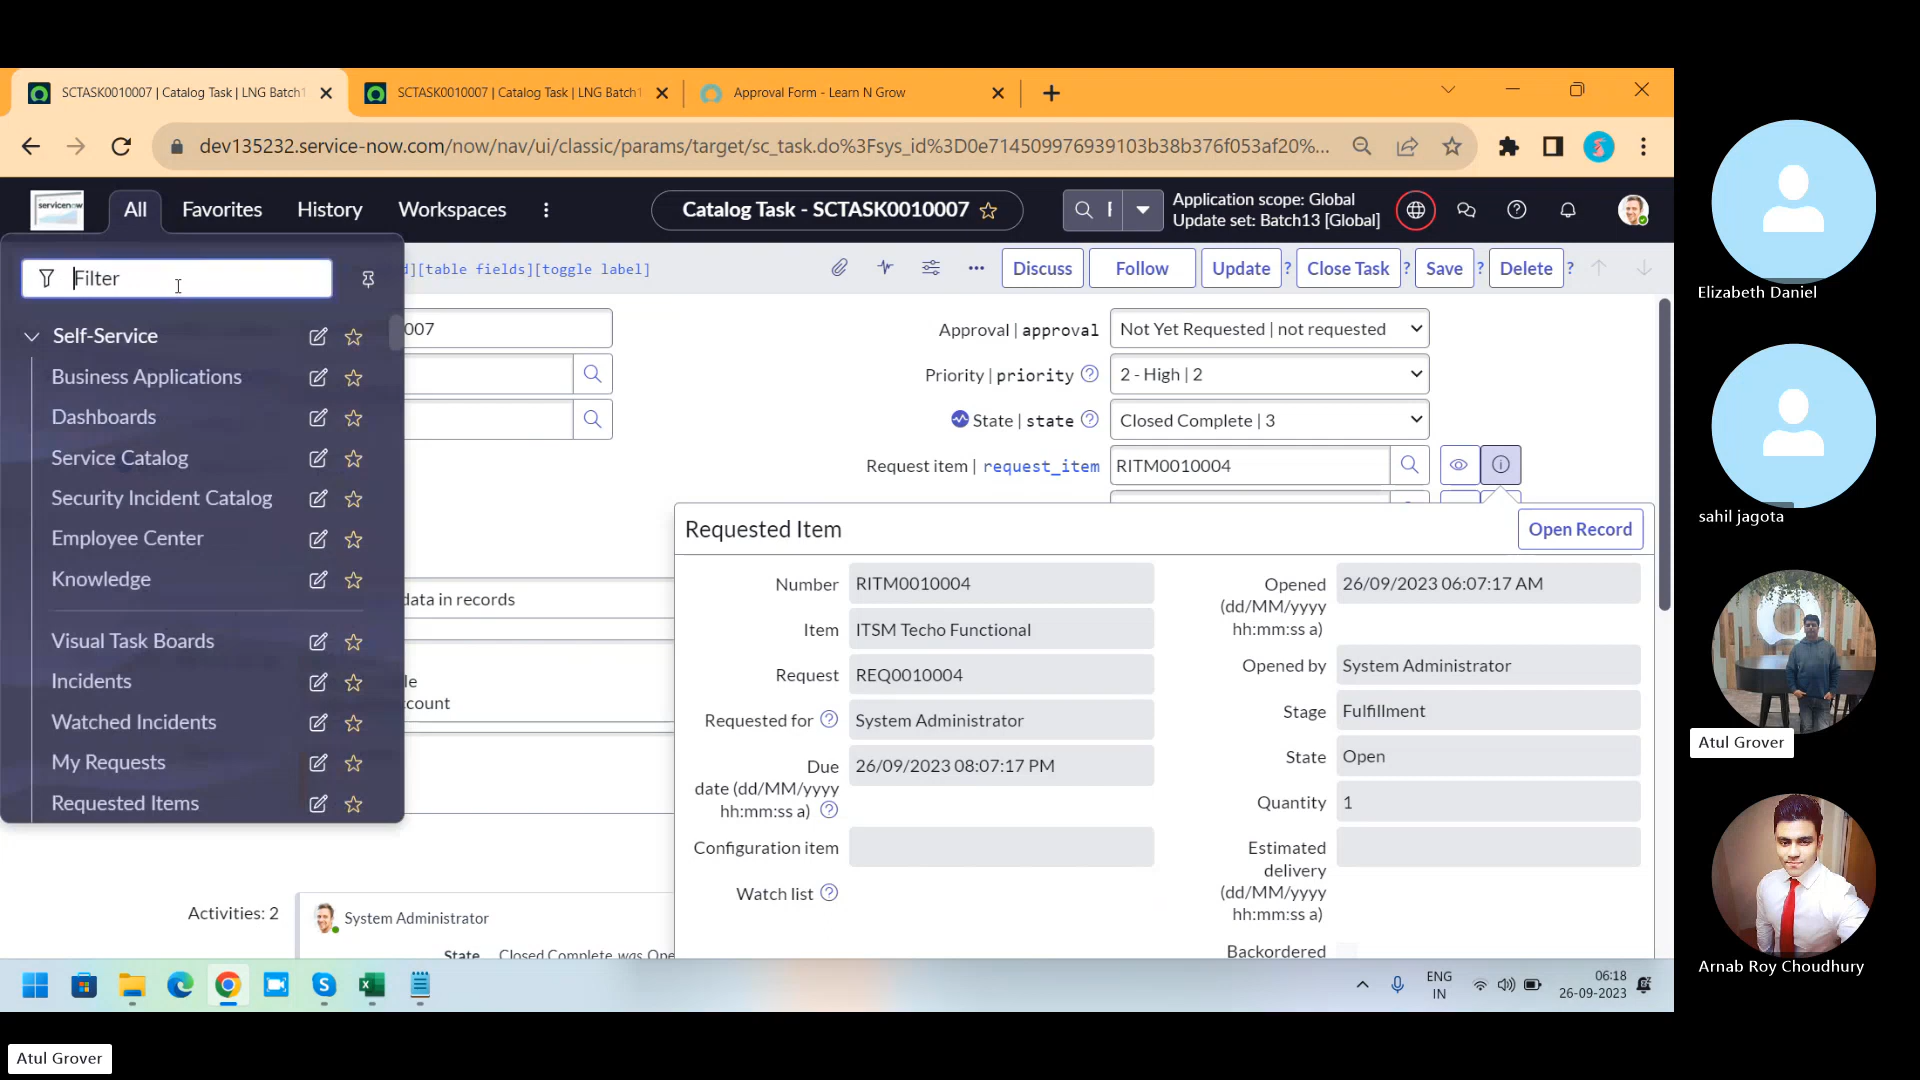 SCTASK0010007 | Catalog Task | LNG Batch1
SCTASK0010007 | Catalog Task | LNG Batch1
Approval Form - Learn N Grow
dev135232.service-now.com/now/nav/ui/classic/params/target/sc_task.do%3Fsys_id%3D0e714509976939103b38b376f053af20%...
servicenow
All
Favorites
History
Workspaces
Catalog Task - SCTASK0010007
Application scope: Global
Update set: Batch13 [Global]
Filter
d][table fields][toggle label]
Discuss
Follow
Update
?
Close Task
?
Save
?
Delete
?
Self-Service
Business Applications
Dashboards
Service Catalog
Security Incident Catalog
Employee Center
Knowledge
Visual Task Boards
Incidents
Watched Incidents
My Requests
Requested Items
007
data in records
le
count
Approval | approval
Not Yet Requested | not requested
Priority | priority
2 - High | 2
State | state
Closed Complete | 3
Request item | request_item
RITM0010004
Requested Item
Open Record
Number
RITM0010004
Item
ITSM Techo Functional
Request
REQ0010004
Requested for
System Administrator
Due
date (dd/MM/yyyy
hh:mm:ss a)
26/09/2023 08:07:17 PM
Configuration item
Watch list
Opened
(dd/MM/yyyy
hh:mm:ss a)
26/09/2023 06:07:17 AM
Opened by
System Administrator
Stage
Fulfillment
State
Open
Quantity
1
Estimated
delivery
(dd/MM/yyyy
hh:mm:ss a)
Backordered
Activities: 2
System Administrator
State
Closed Complete was Ope
ENG
IN
06:18
26-09-2023
Elizabeth Daniel
sahil jagota
Atul Grover
Arnab Roy Choudhury
Atul Grover